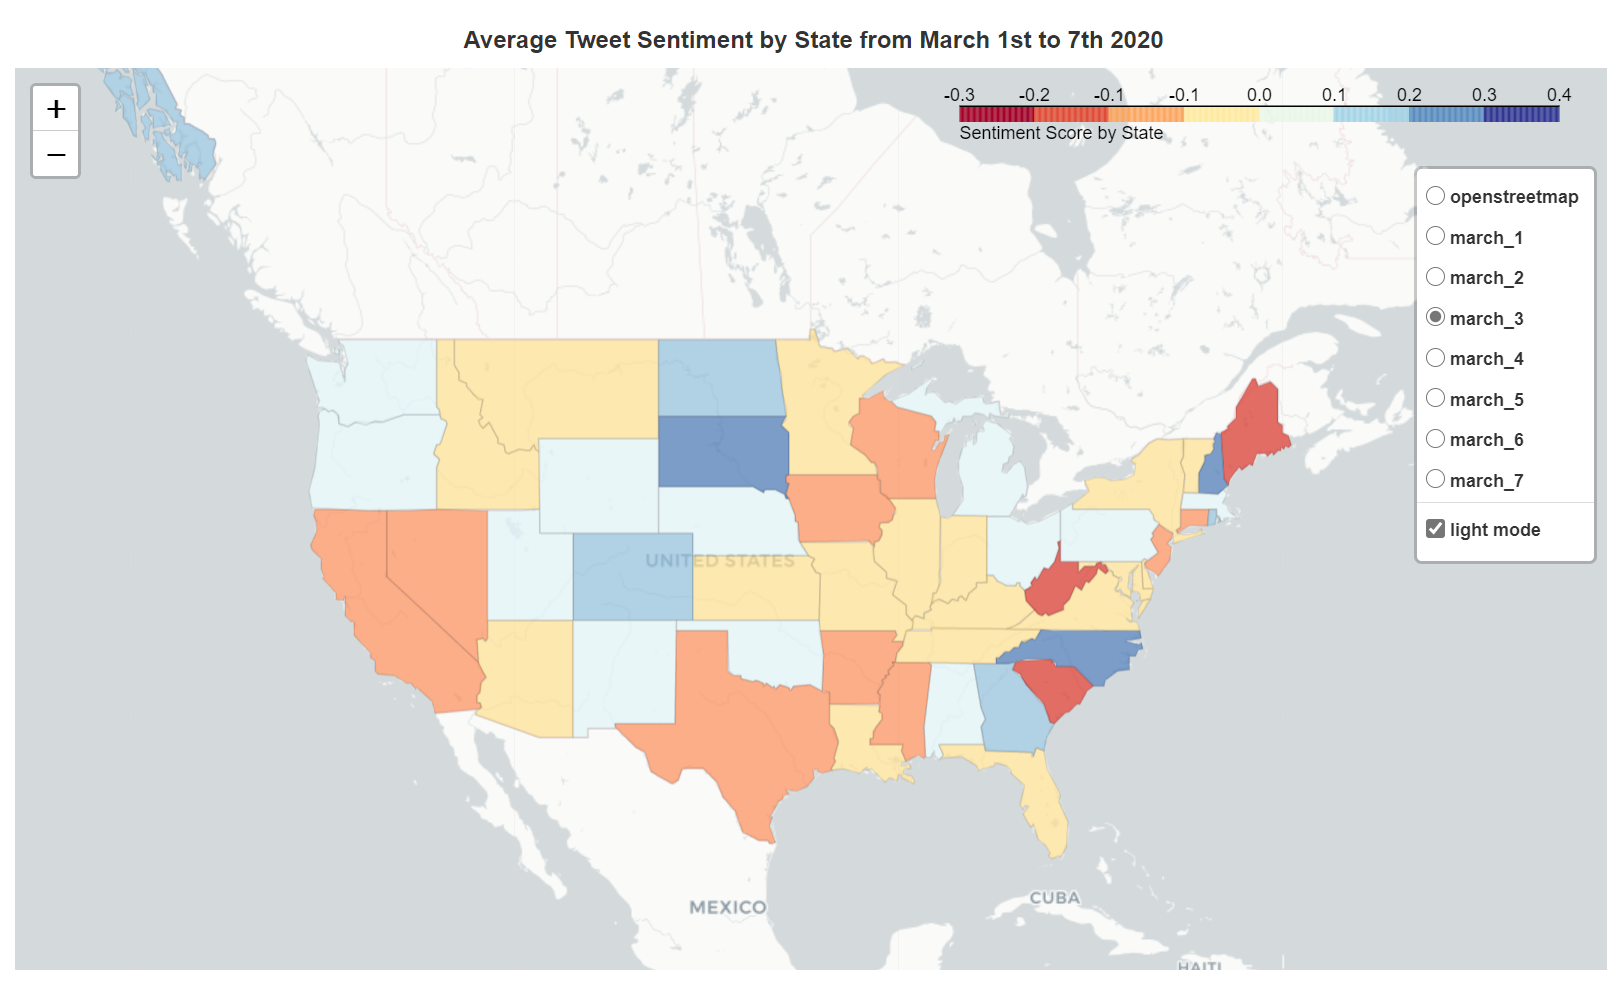 Average Tweet Sentiment by State from March 1st to 7th 2020
+
−
-0.3 -0.2 -0.1 -0.1 0.0 0.1 0.2 0.3 0.4
Sentiment Score by State
openstreetmap
march_1
march_2
march_3
march_4
march_5
march_6
march_7
light mode
UNITED STATES
MEXICO
CUBA
HAITI